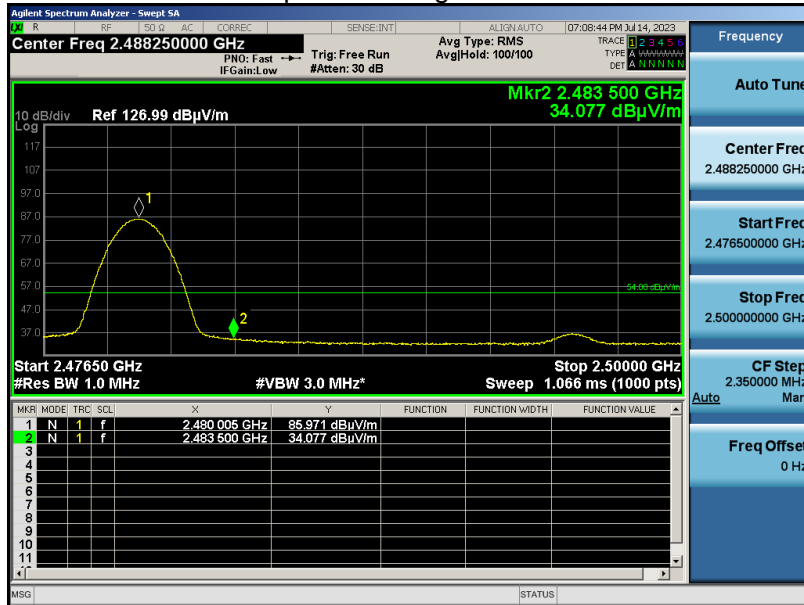 Agilent Spectrum Analyzer - Swept SA
LXI R RF 50 Ω AC CORREC SENSE:INT ALIGN AUTO 07:08:44 PM Jul 14, 2023
Center Freq 2.488250000 GHz
PNO: Fast
IFGain:Low
Trig: Free Run
#Atten: 30 dB
Avg Type: RMS
Avg|Hold: 100/100
TRACE 1 2 3 4 5 6
TYPE A
DET A N N N N N
Mkr2 2.483 500 GHz
34.077 dBµV/m
10 dB/div Ref 126.99 dBµV/m
Log
117
107
97.0
87.0
77.0
67.0
57.0
47.0
37.0
1
2
54.00 dBµV/m
Start 2.47650 GHz Stop 2.50000 GHz
#Res BW 1.0 MHz #VBW 3.0 MHz* Sweep 1.066 ms (1000 pts)
MKR MODE TRC SCL X Y FUNCTION FUNCTION WIDTH FUNCTION VALUE
1 N 1 f 2.480 005 GHz 85.971 dBµV/m
2 N 1 f 2.483 500 GHz 34.077 dBµV/m
3
4
5
6
7
8
9
10
11
MSG STATUS
Frequency
Auto Tune
Center Freq
2.488250000 GHz
Start Freq
2.476500000 GHz
Stop Freq
2.500000000 GHz
CF Step
2.350000 MHz
Auto Man
Freq Offset
0 Hz